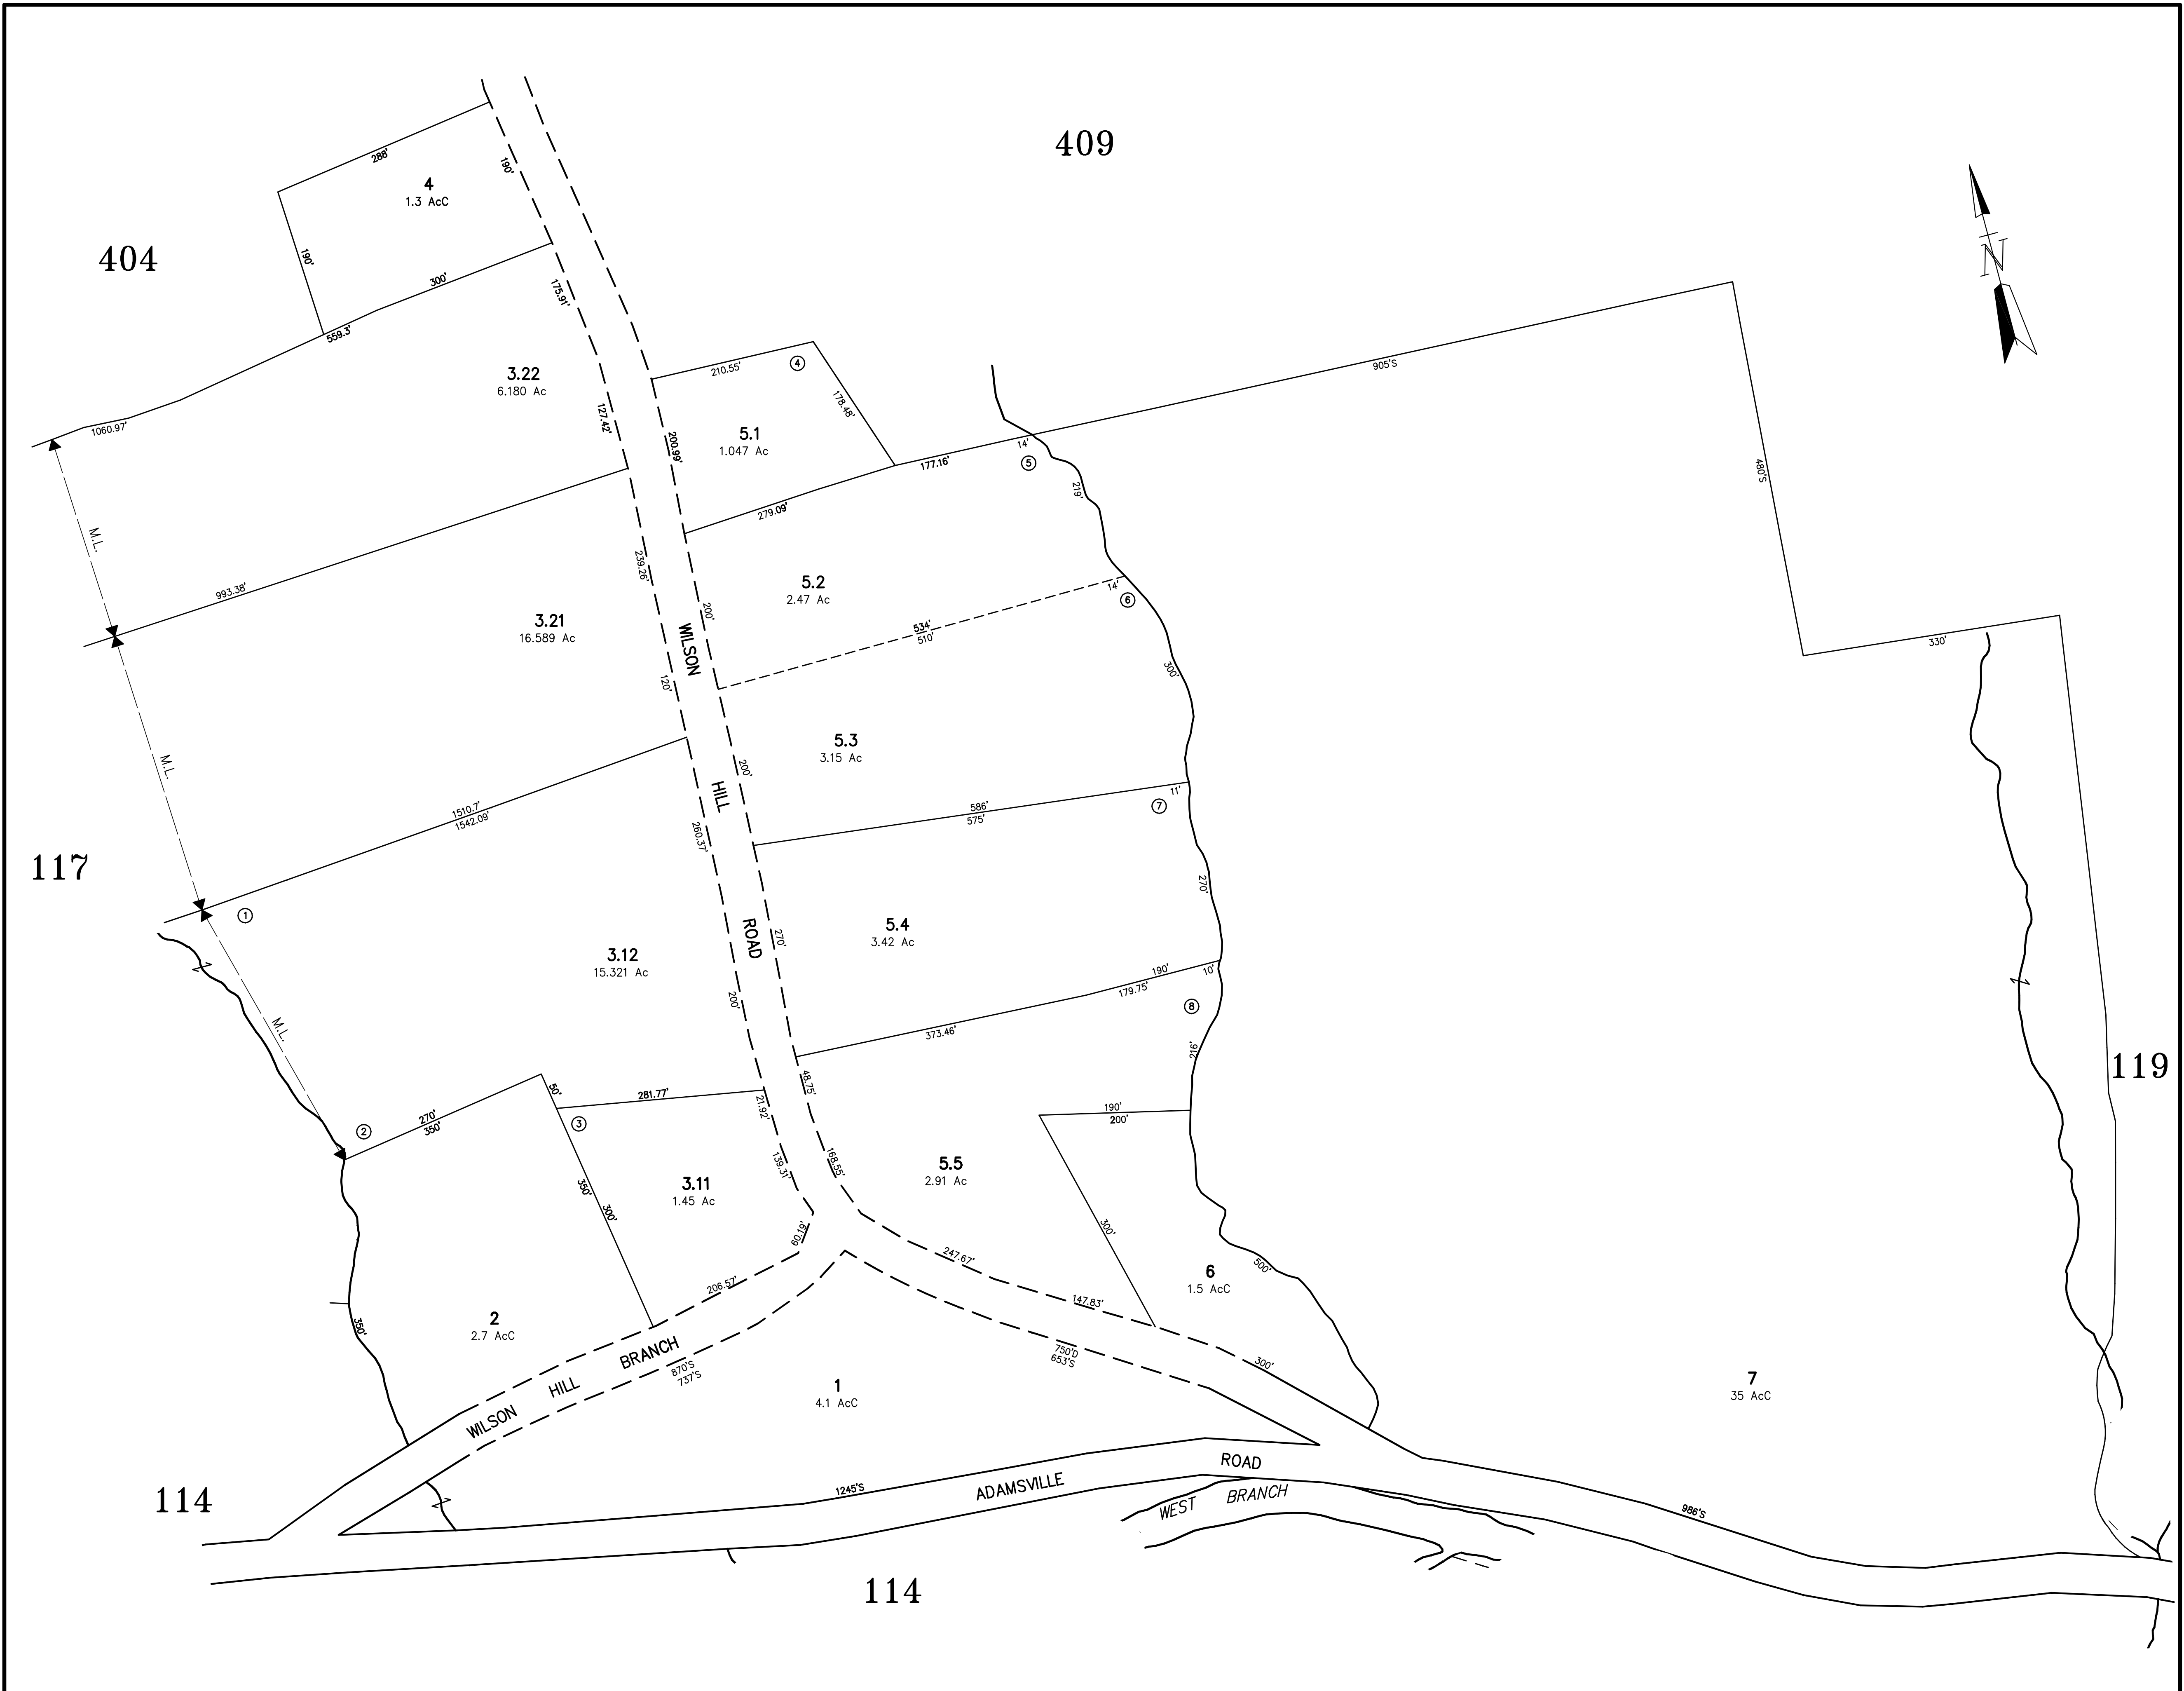 409
288'
190'
4
1.3 AcC
404
190'
300'
175.91'
559.3'
N
905'S
210.55'
④
178.48'
3.22
6.180 Ac
127.42'
1060.97'
200.99'
5.1
1.047 Ac
14'
⑤
177.16'
480'S
219'
279.09'
M.L.
239.26'
993.38'
5.2
2.47 Ac
14'
⑥
200'
3.21
16.589 Ac
534'
510'
WILSON
330'
120'
300'
5.3
3.15 Ac
M.L.
200'
HILL
11'
⑦
586'
575'
1510.7'
1542.09'
260.37'
117
270'
①
5.4
3.42 Ac
ROAD
270'
3.12
15.321 Ac
190'
10'
179.75'
200'
⑧
M.L.
373.46'
219'
119
48.75'
50'
281.77'
21.92'
190'
200'
270'
350'
②
③
168.55'
139.31'
5.5
2.91 Ac
3.11
1.45 Ac
350'
300'
300'
60.19'
247.67'
500'
6
1.5 AcC
206.57'
147.83'
2
2.7 AcC
350'
BRANCH
870'S
737'S
750'D
653'S
300'
HILL
1
4.1 AcC
7
35 AcC
WILSON
ROAD
ADAMSVILLE
1245'S
BRANCH
WEST
986'S
114
114